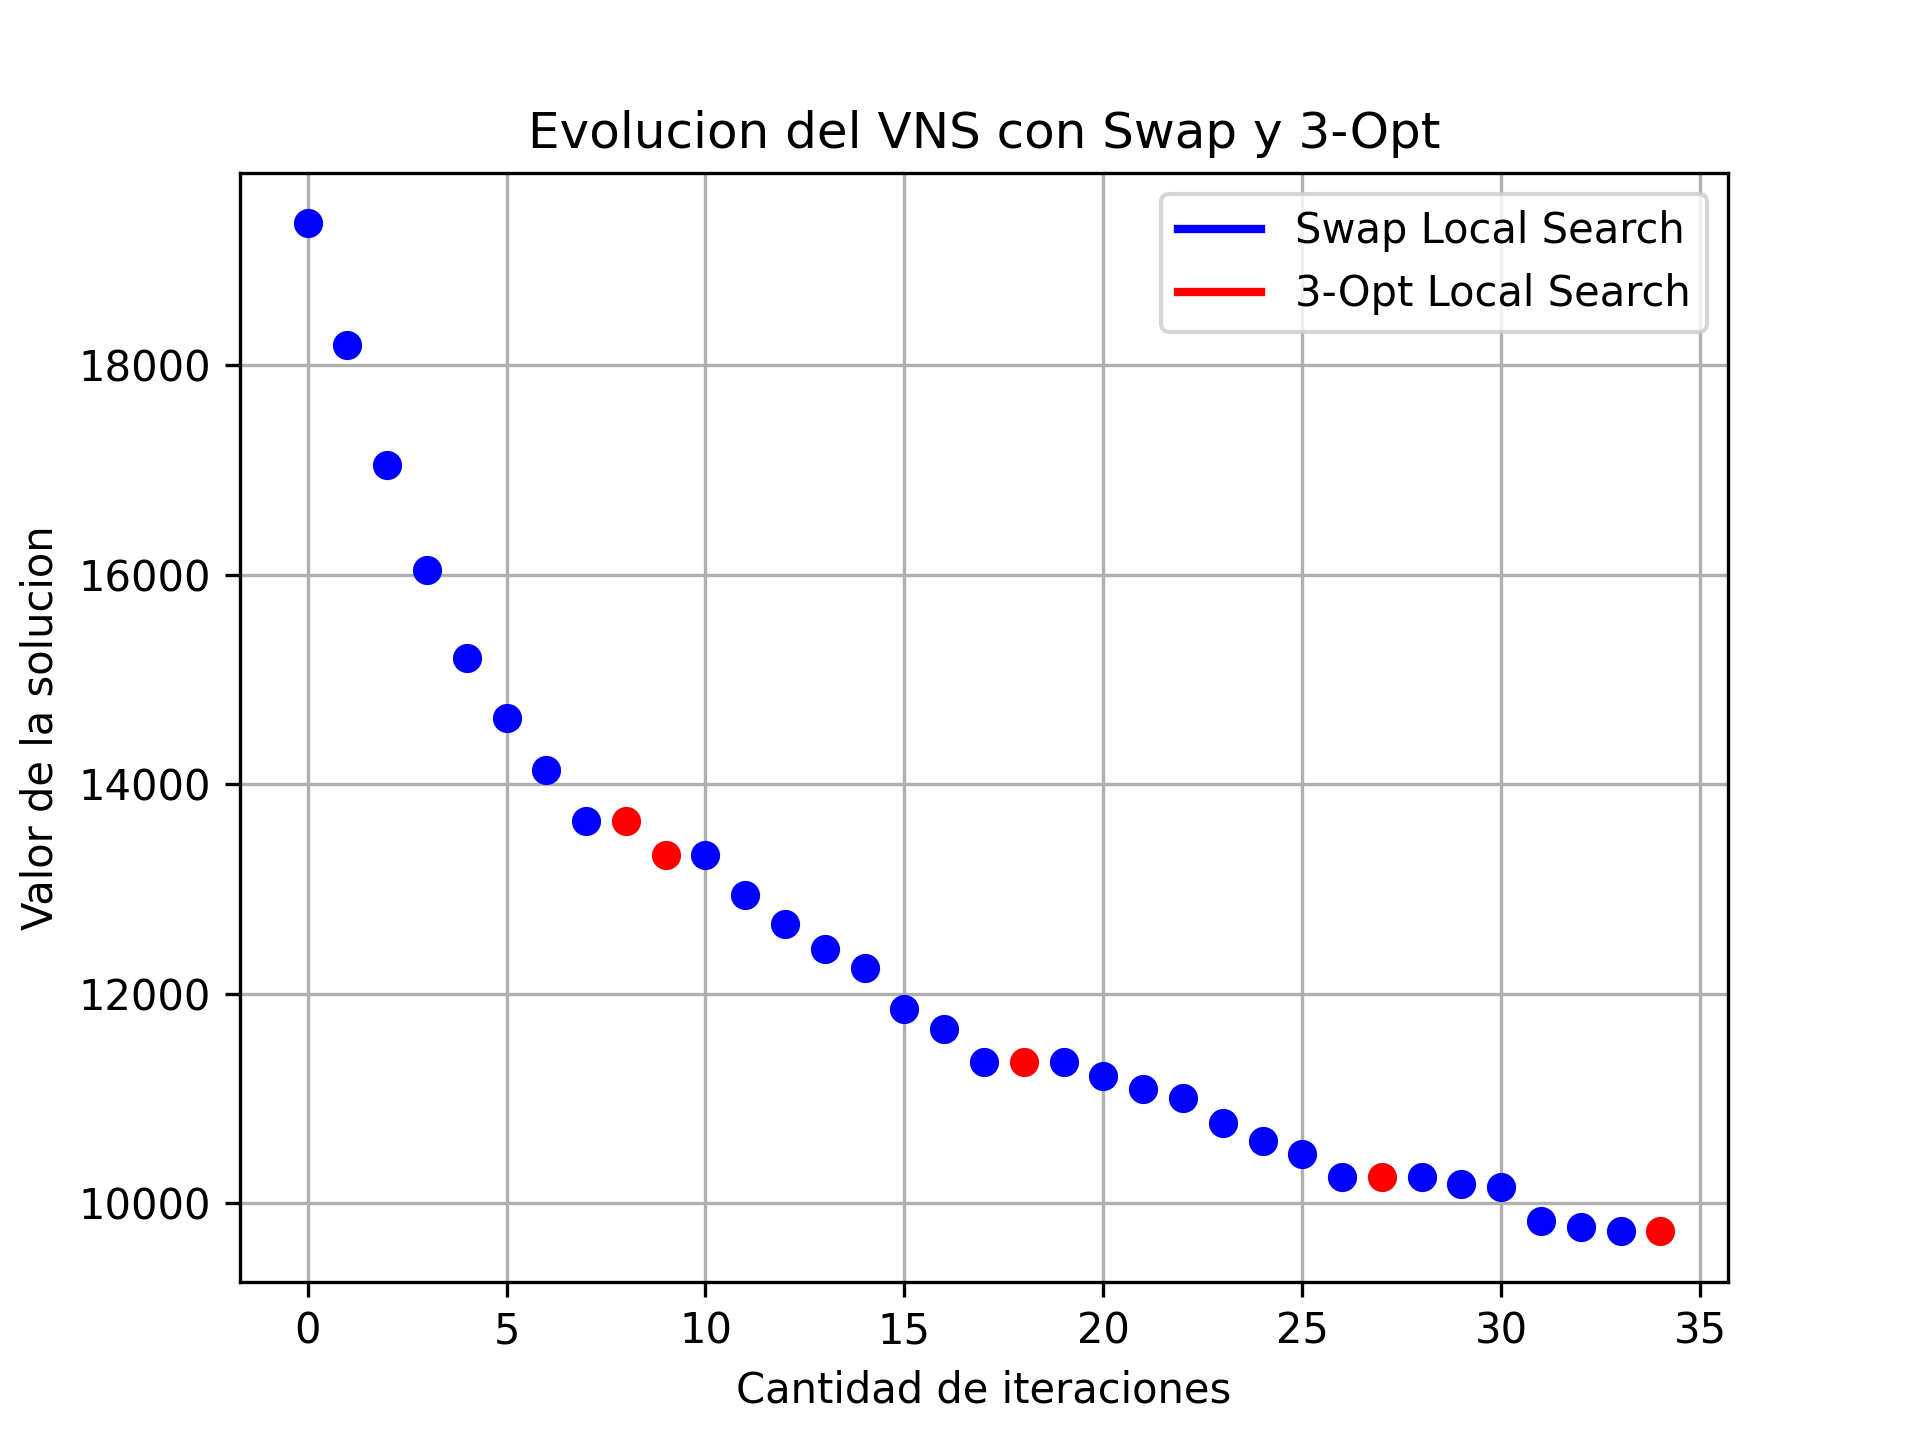 Evolucion del VNS con Swap y 3-Opt
Swap Local Search
3-Opt Local Search
18000
16000
14000
12000
10000
Valor de la solucion
0 5 10 15 20 25 30 35
Cantidad de iteraciones